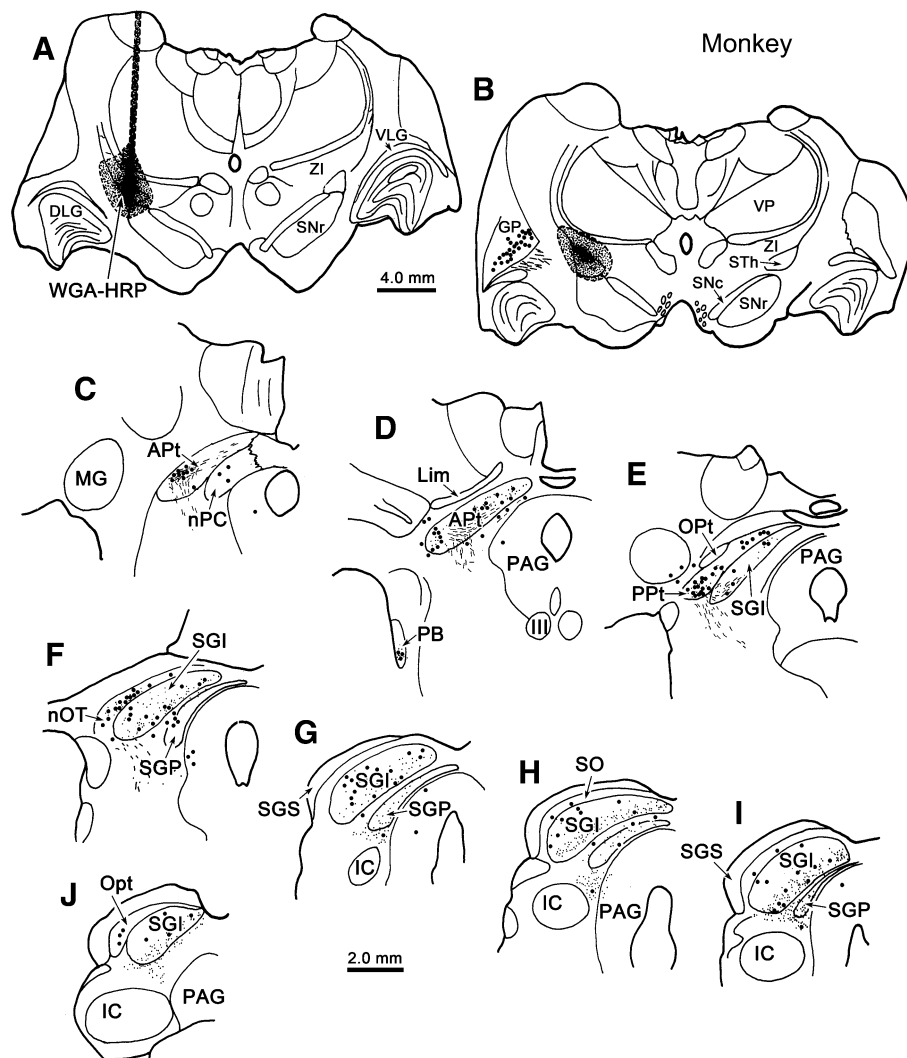 Monkey
A
VLG
ZI
DLG
SNr
WGA-HRP
4.0 mm
B
GP
VP
ZI
STh
SNc
SNr
C
APt
MG
nPC
D
Lim
APt
PAG
III
PB
E
OPt
PAG
PPt
SGI
F
SGI
nOT
SGP
G
SGI
SGS
SGP
IC
2.0 mm
H
SO
SGI
IC
PAG
I
SGS
SGI
SGP
IC
J
Opt
SGI
IC
PAG